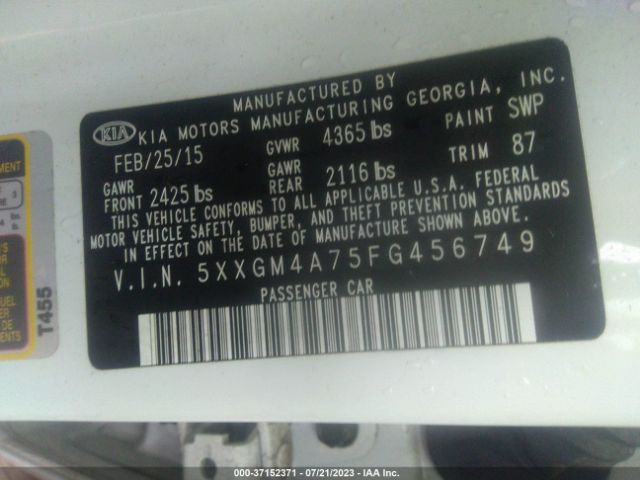 MANUFACTURED BY
KIA KIA MOTORS MANUFACTURING GEORGIA, INC.
FEB/25/15 GVWR 4365 lbs PAINT SWP
GAWR FRONT 2425 lbs GAWR REAR 2116 lbs TRIM 87
THIS VEHICLE CONFORMS TO ALL APPLICABLE U.S.A. FEDERAL
MOTOR VEHICLE SAFETY, BUMPER, AND THEFT PREVENTION STANDARDS
IN EFFECT ON THE DATE OF MANUFACTURE SHOWN ABOVE.
V.I.N. 5XXGM4A75FG456749
PASSENGER CAR
T455
000-37152371 - 07/21/2023 - IAA Inc.